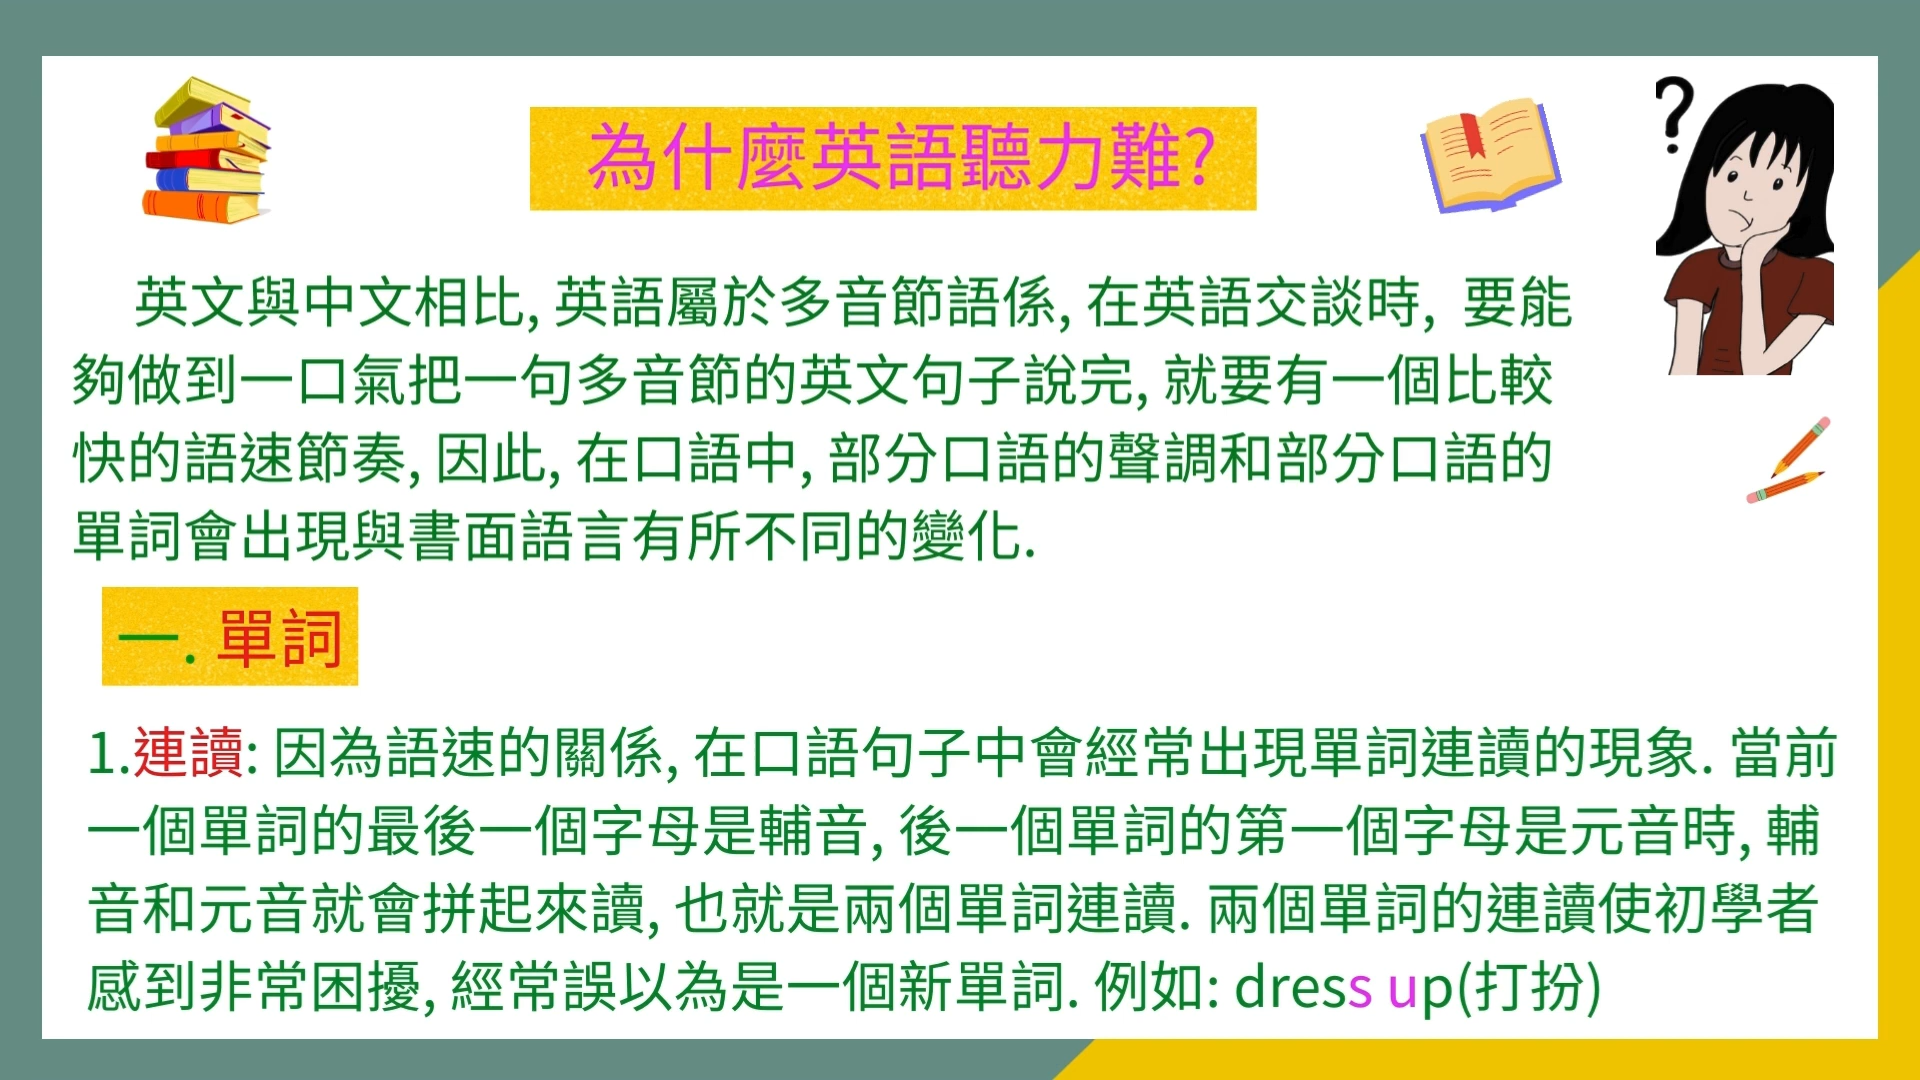 為什麼英語聽力難?
?
英文與中文相比, 英語屬於多音節語係, 在英語交談時, 要能
夠做到一口氣把一句多音節的英文句子說完, 就要有一個比較
快的語速節奏, 因此, 在口語中, 部分口語的聲調和部分口語的
單詞會出現與書面語言有所不同的變化.
一. 單詞
1.連讀: 因為語速的關係, 在口語句子中會經常出現單詞連讀的現象. 當前
一個單詞的最後一個字母是輔音, 後一個單詞的第一個字母是元音時, 輔
音和元音就會拼起來讀, 也就是兩個單詞連讀. 兩個單詞的連讀使初學者
感到非常困擾, 經常誤以為是一個新單詞. 例如: dress up(打扮)